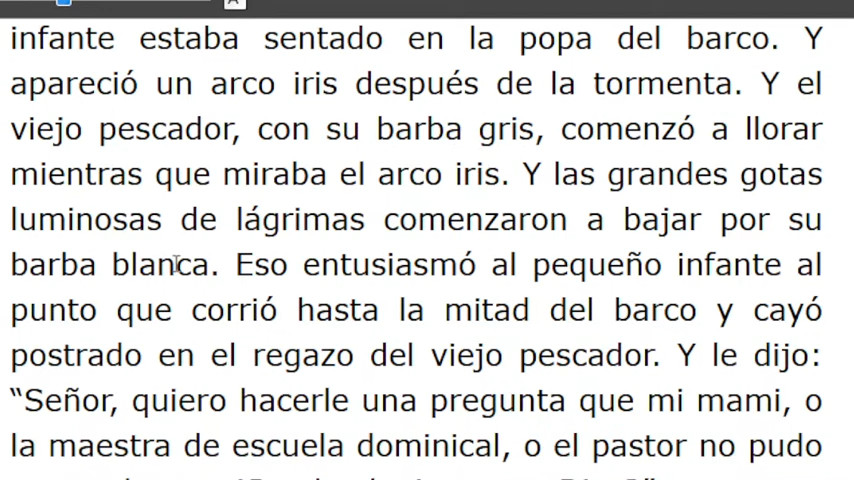 infante estaba sentado en la popa del barco. Y
apareció un arco iris después de la tormenta. Y el
viejo pescador, con su barba gris, comenzó a llorar
mientras que miraba el arco iris. Y las grandes gotas
luminosas de lágrimas comenzaron a bajar por su
barba blanca. Eso entusiasmó al pequeño infante al
punto que corrió hasta la mitad del barco y cayó
postrado en el regazo del viejo pescador. Y le dijo:
“Señor, quiero hacerle una pregunta que mi mami, o
la maestra de escuela dominical, o el pastor no pudo